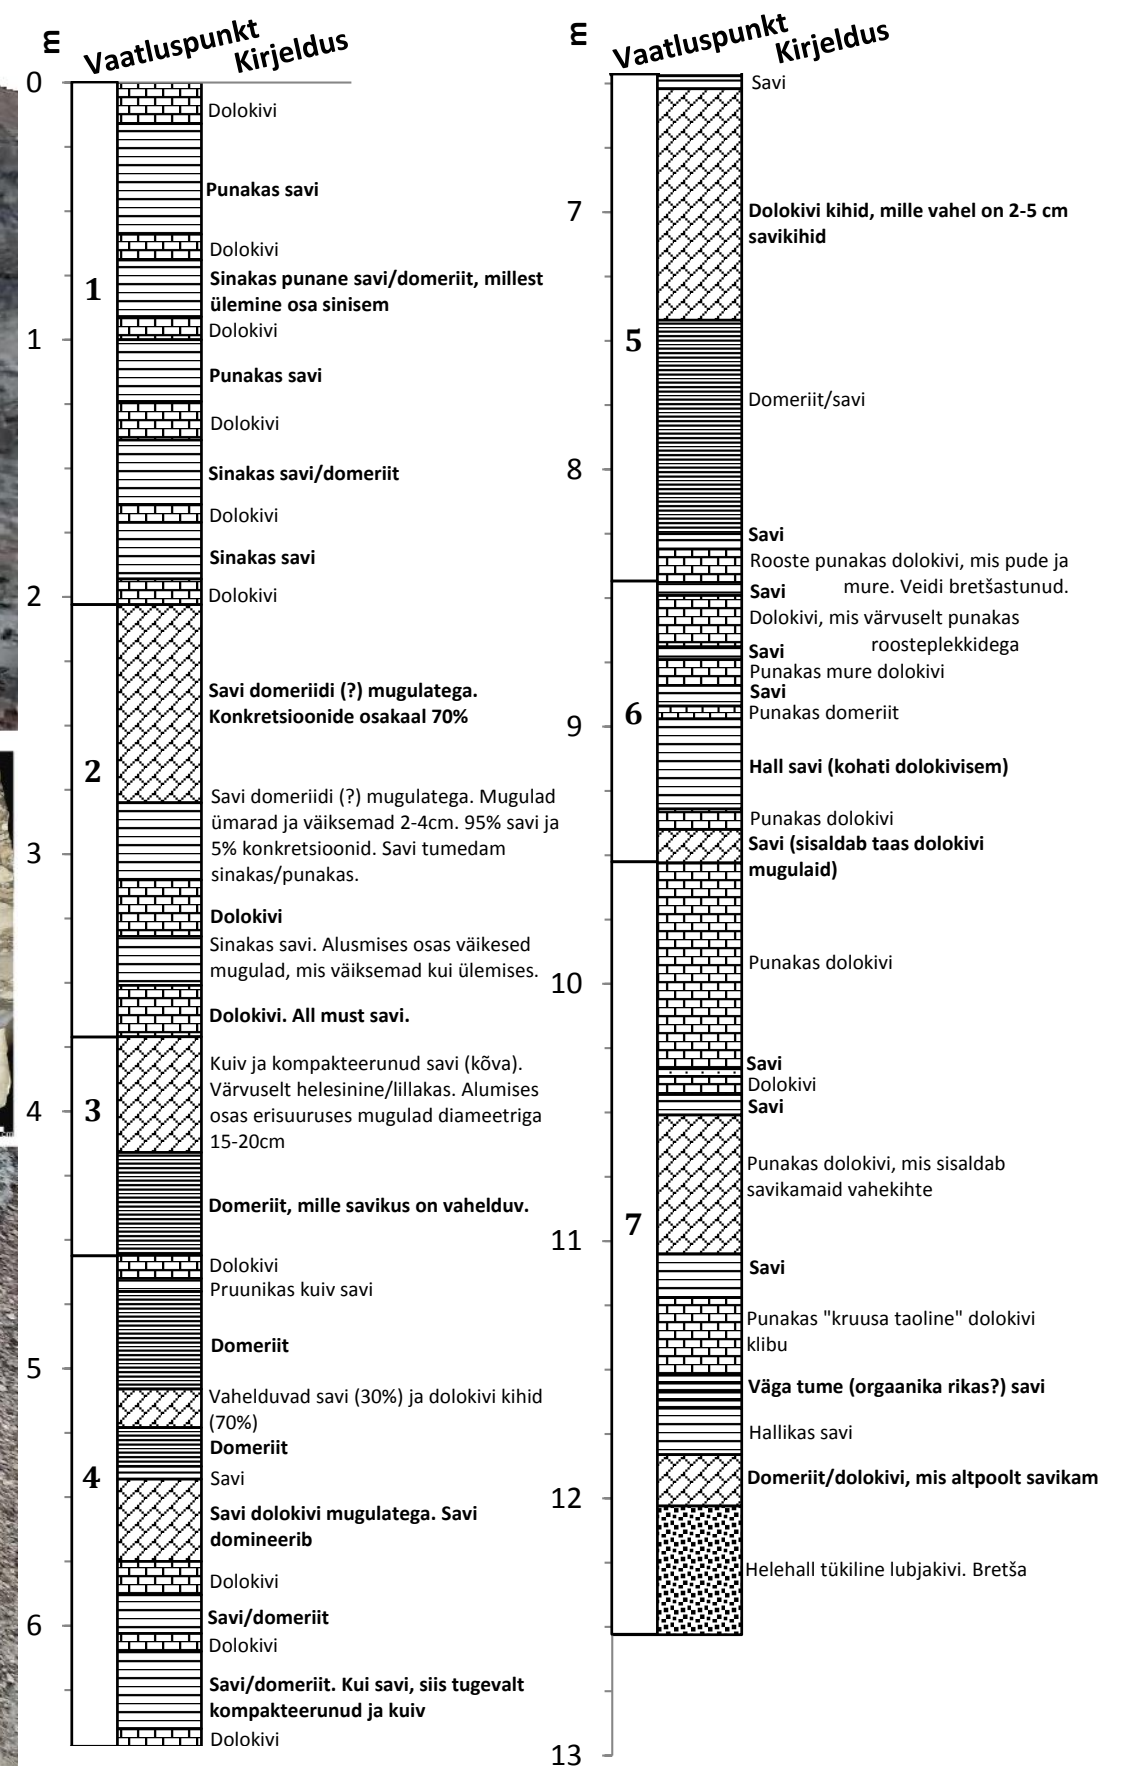 m
Vaatluspunkt
Kirjeldus
0
Dolokivi
Punakas savi
Dolokivi
Sinakas punane savi/domeriit, millest
ülemine osa sinisem
1
Dolokivi
1
Punakas savi
Dolokivi
Sinakas savi/domeriit
Dolokivi
Sinakas savi
Dolokivi
2
Savi domeriidi (?) mugulatega.
Konkretsioonide osakaal 70%
2
Savi domeriidi (?) mugulatega. Mugulad
ümarad ja väiksemad 2-4cm. 95% savi ja
5% konkretsioonid. Savi tumedam
sinakas/punakas.
3
Dolokivi
Sinakas savi. Alusmises osas väikesed
mugulad, mis väiksemad kui ülemises.
Dolokivi. All must savi.
Kuiv ja kompakteerunud savi (kõva).
Värvuselt helesinine/lillakas. Alumises
osas erisuuruses mugulad diameetriga
15-20cm
4
3
Domeriit, mille savikus on vahelduv.
Dolokivi
Pruunikas kuiv savi
Domeriit
5
Vahelduvad savi (30%) ja dolokivi kihid
(70%)
Domeriit
4
Savi
Savi dolokivi mugulatega. Savi
domineerib
Dolokivi
Savi/domeriit
6
Dolokivi
Savi/domeriit. Kui savi, siis tugevalt
kompakteerunud ja kuiv
Dolokivi
m
Vaatluspunkt
Kirjeldus
Savi
7
Dolokivi kihid, mille vahel on 2-5 cm
savikihid
5
Domeriit/savi
8
Savi
Rooste punakas dolokivi, mis pude ja
mure. Veidi bretšastunud.
Savi
Dolokivi, mis värvuselt punakas
roosteplekkidega
Savi
Punakas mure dolokivi
Savi
Punakas domeriit
9
6
Hall savi (kohati dolokivisem)
Punakas dolokivi
Savi (sisaldab taas dolokivi
mugulaid)
Punakas dolokivi
10
Savi
Dolokivi
Savi
Punakas dolokivi, mis sisaldab
savikamaid vahekihte
7
11
Savi
Punakas "kruusa taoline" dolokivi
klibu
Väga tume (orgaanika rikas?) savi
Hallikas savi
Domeriit/dolokivi, mis altpoolt savikam
12
Helehall tükiline lubjakivi. Bretša
13